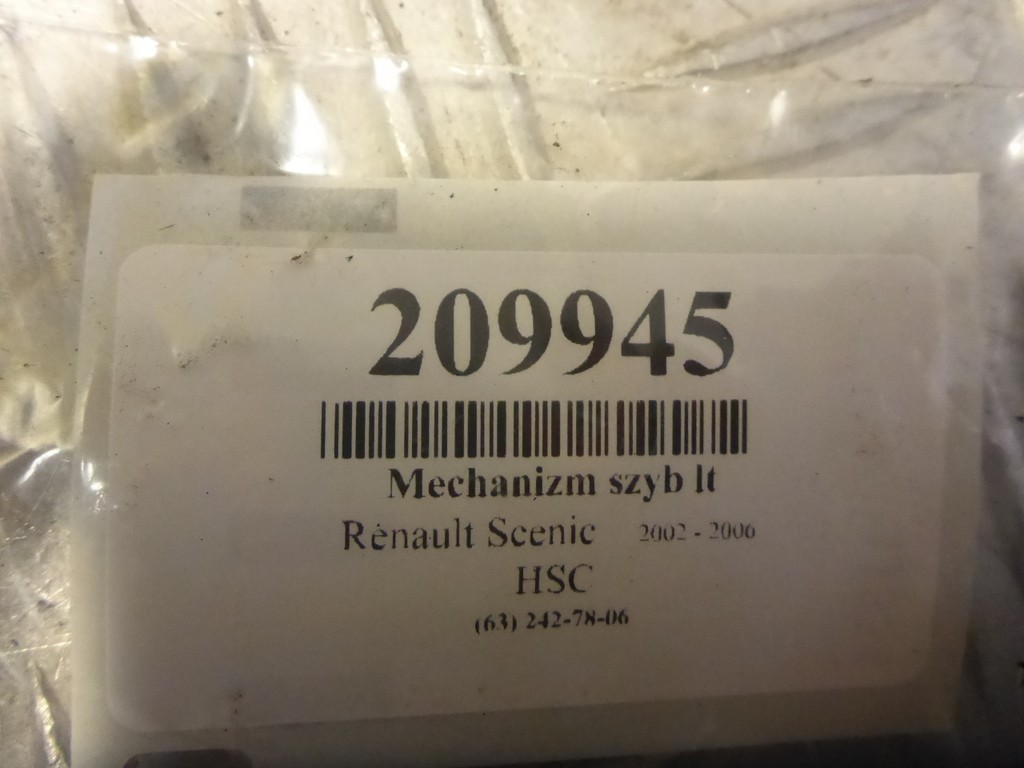 209945
Mechanizm szyb lt
Renault Scenic 2002 - 2006
HSC
(63) 242-78-06